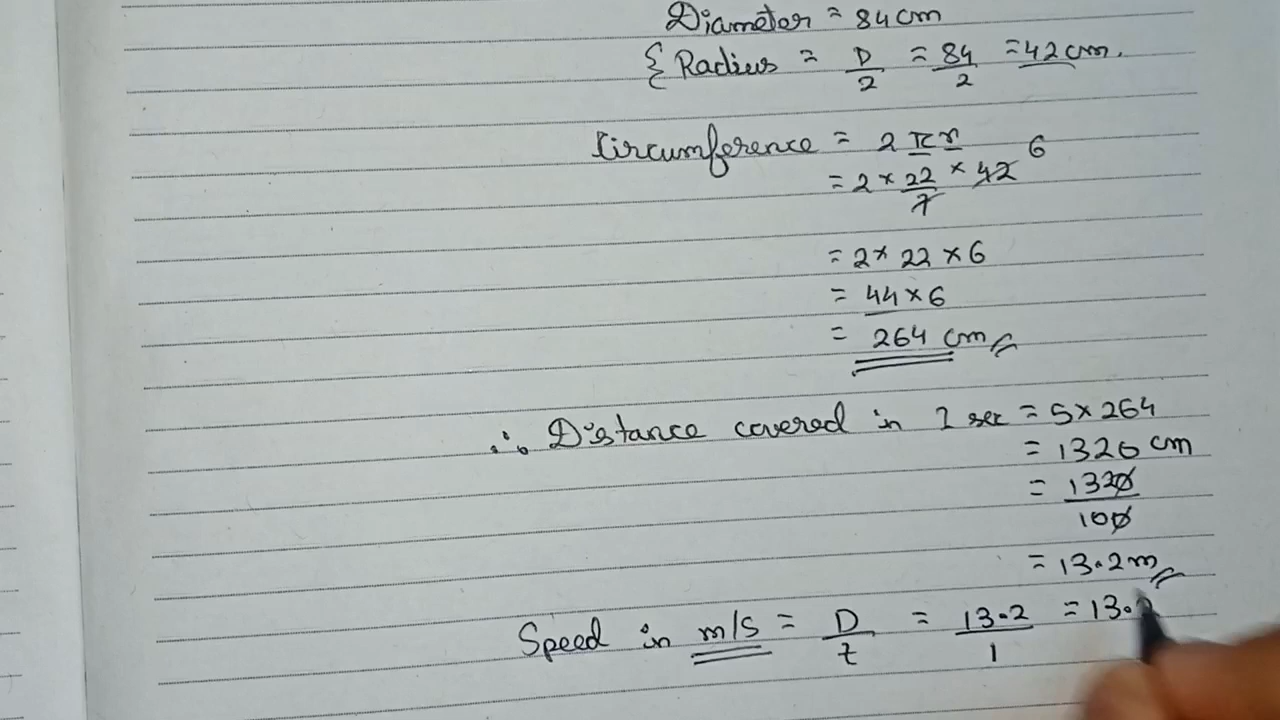 Diameter = 84 cm
{ Radius = D/2 = 84/2 = 42 cm.
Circumference = 2 π r
= 2 × 22/7 × 42 6
= 2 × 22 × 6
= 44 × 6
= 264 cm
∴ Distance covered in 1 sec = 5 × 264
= 1320 cm
= 1320/100
= 13.2 m
Speed in m/s = D/t = 13.2/1 = 13.